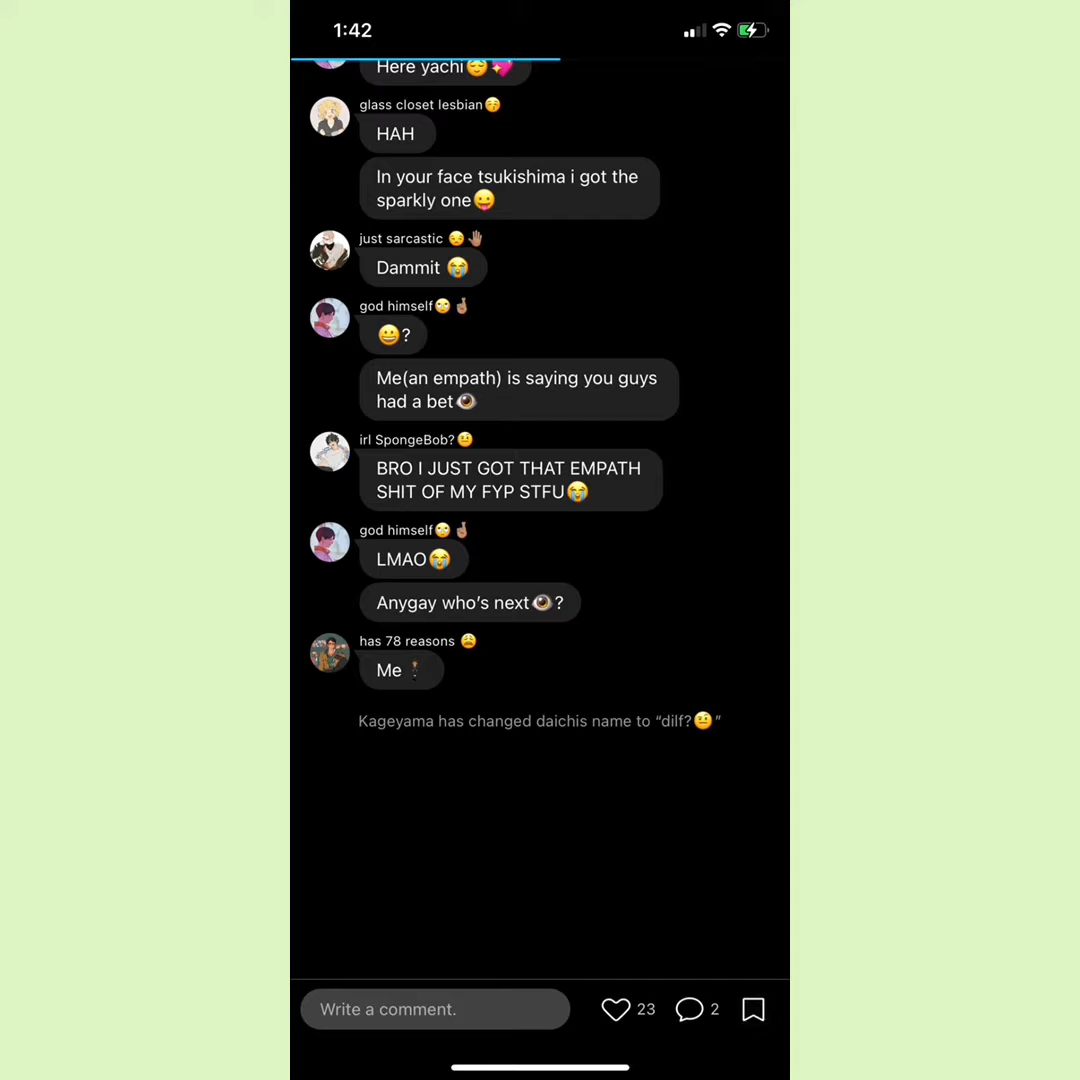 1:42
Here yachi😌💖
glass closet lesbian😚
HAH
In your face tsukishima i got the
sparkly one😛
just sarcastic 😒🤚🏽
Dammit 😭
god himself🙄🤞🏽
😀?
Me(an empath) is saying you guys
had a bet👁
irl SpongeBob?🤨
BRO I JUST GOT THAT EMPATH
SHIT OF MY FYP STFU😭
god himself🙄🤞🏽
LMAO😭
Anygay who’s next👁?
has 78 reasons 😩
Me 🧍🏿‍♂️
Kageyama has changed daichis name to “dilf?🤨”
Write a comment.
23
2